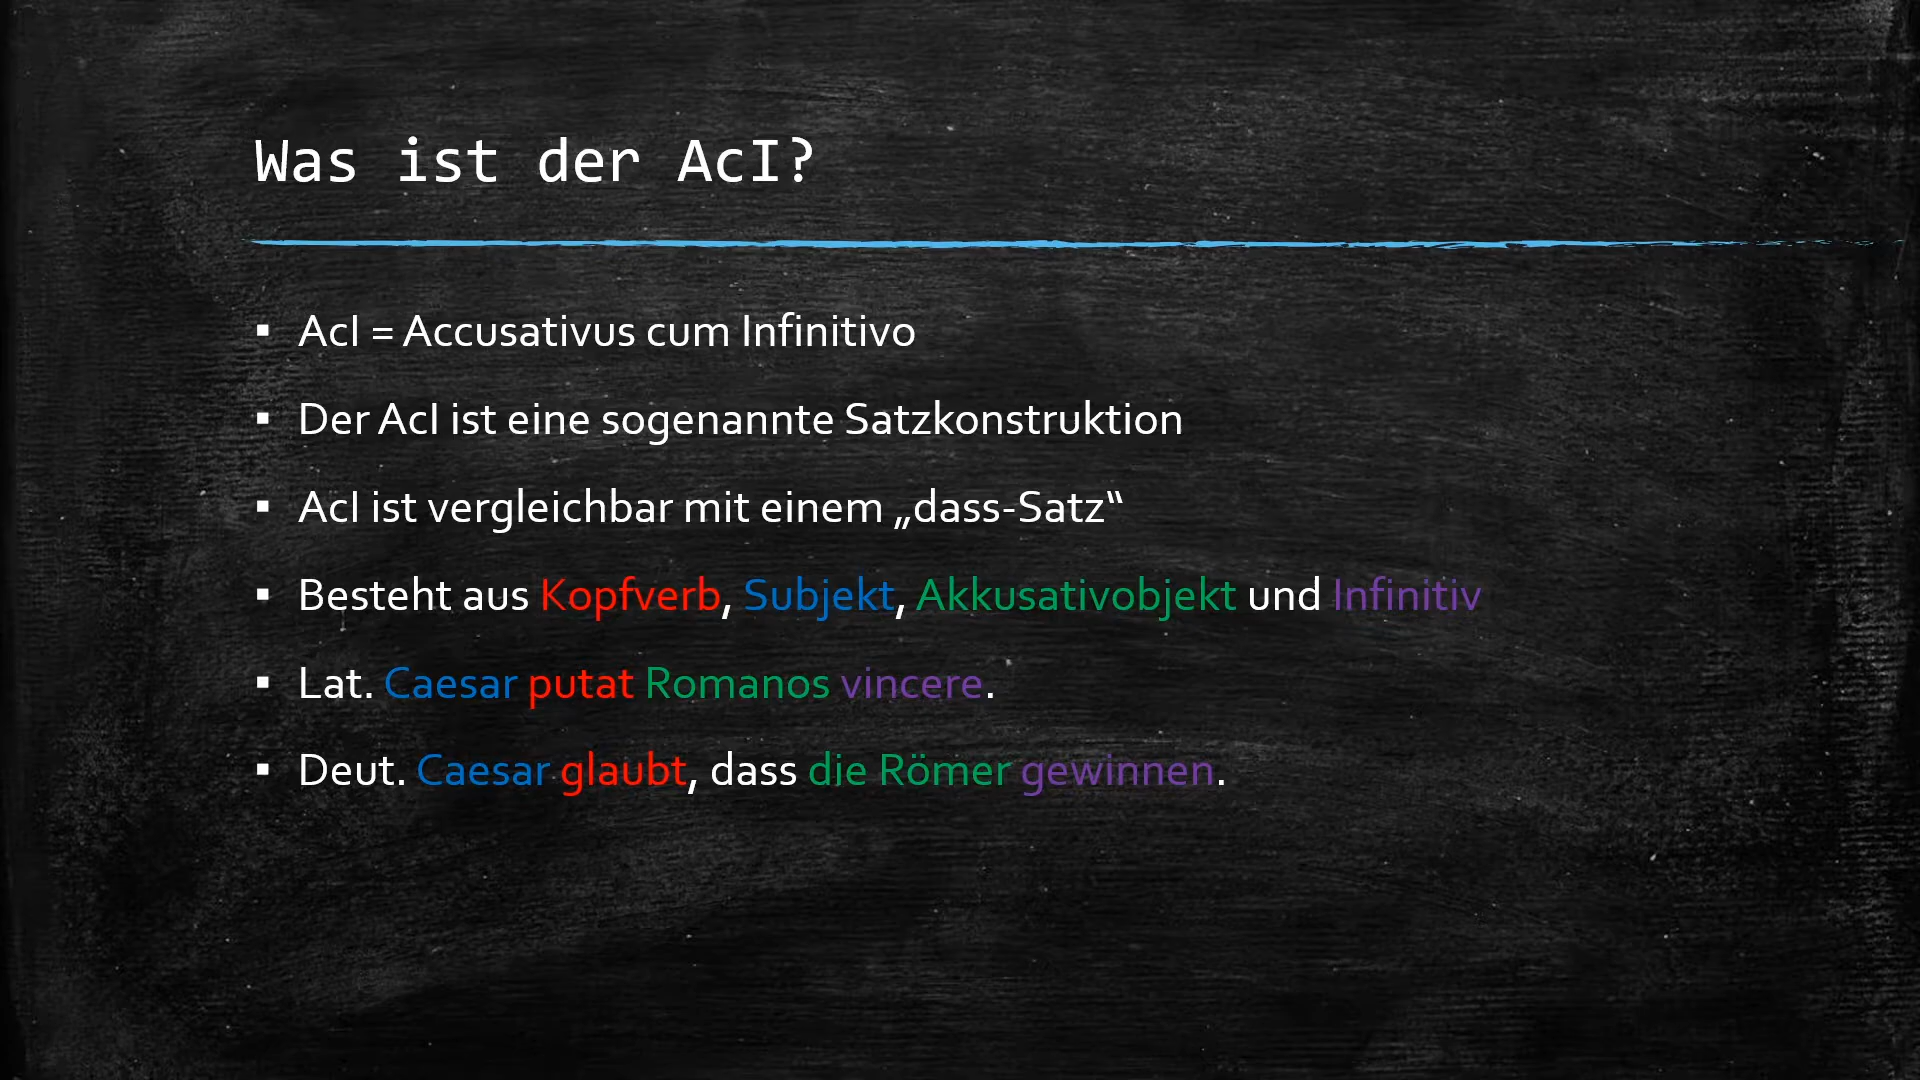 Was ist der AcI?
▪ AcI = Accusativus cum Infinitivo
▪ Der AcI ist eine sogenannte Satzkonstruktion
▪ AcI ist vergleichbar mit einem „dass-Satz“
▪ Besteht aus Kopfverb, Subjekt, Akkusativobjekt und Infinitiv
▪ Lat. Caesar putat Romanos vincere.
▪ Deut. Caesar glaubt, dass die Römer gewinnen.